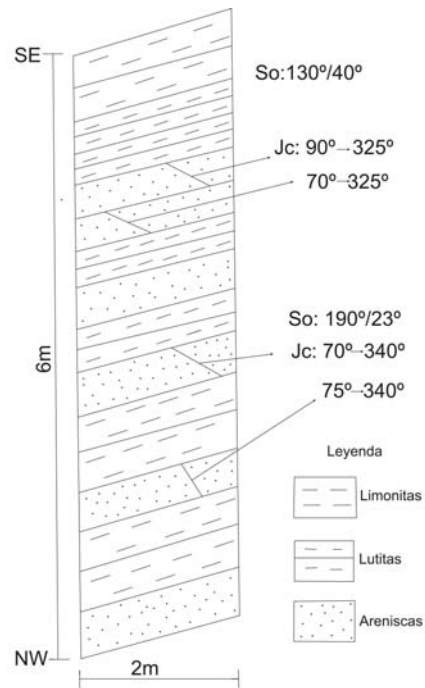 SE
So:130º/40º
Jc: 90º→325º
70º→325º
6m
So: 190º/23º
Jc: 70º→340º
75º→340º
Leyenda
Limonitas
Lutitas
Areniscas
NW
2m